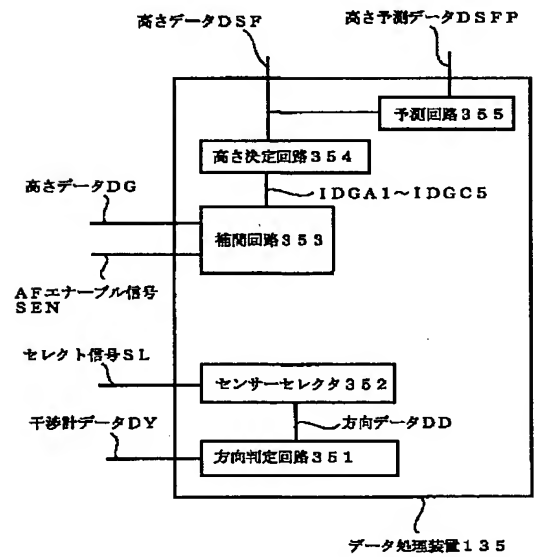 高さデータDSF
高さ予測データDSFP
予測回路355
高さ決定回路354
高さデータDG
IDGA1～IDGC5
補間回路353
AFエナーブル信号
SEN
セレクト信号SL
センサーセレクタ352
干渉計データDY
方向データDD
方向判定回路351
データ処理装置135